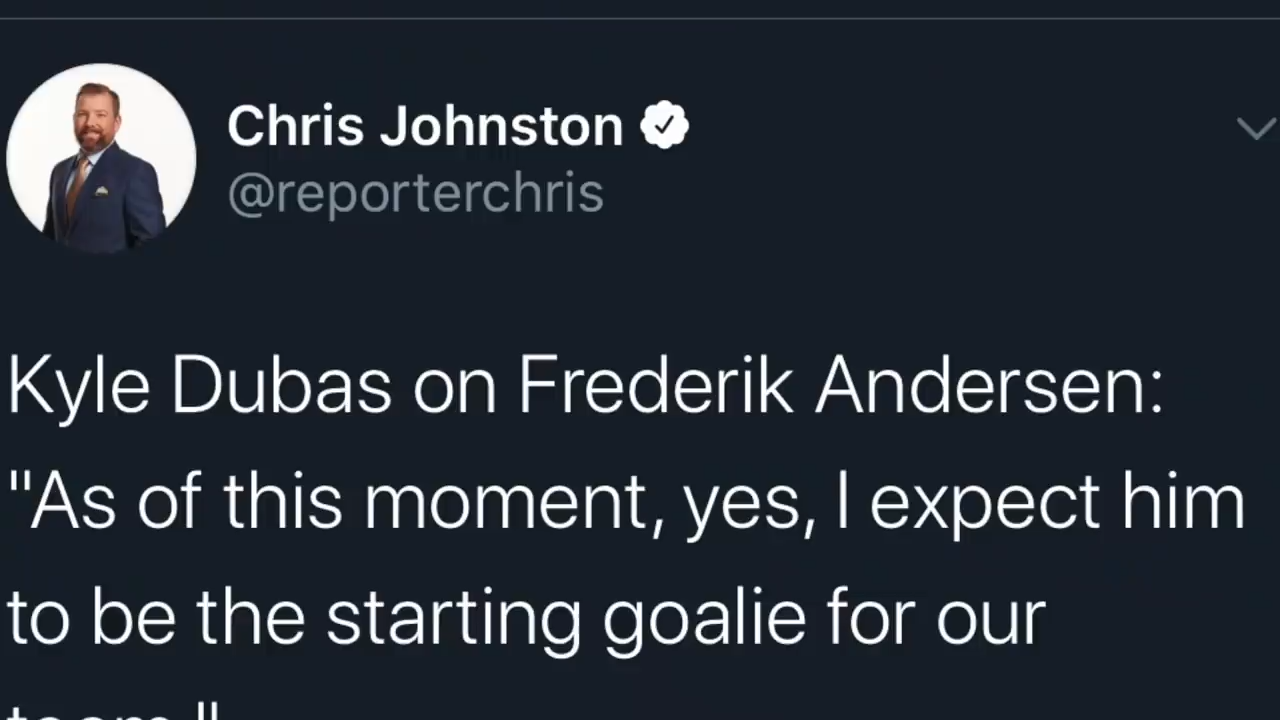 Chris Johnston
@reporterchris
Kyle Dubas on Frederik Andersen:
"As of this moment, yes, I expect him
to be the starting goalie for our
team."